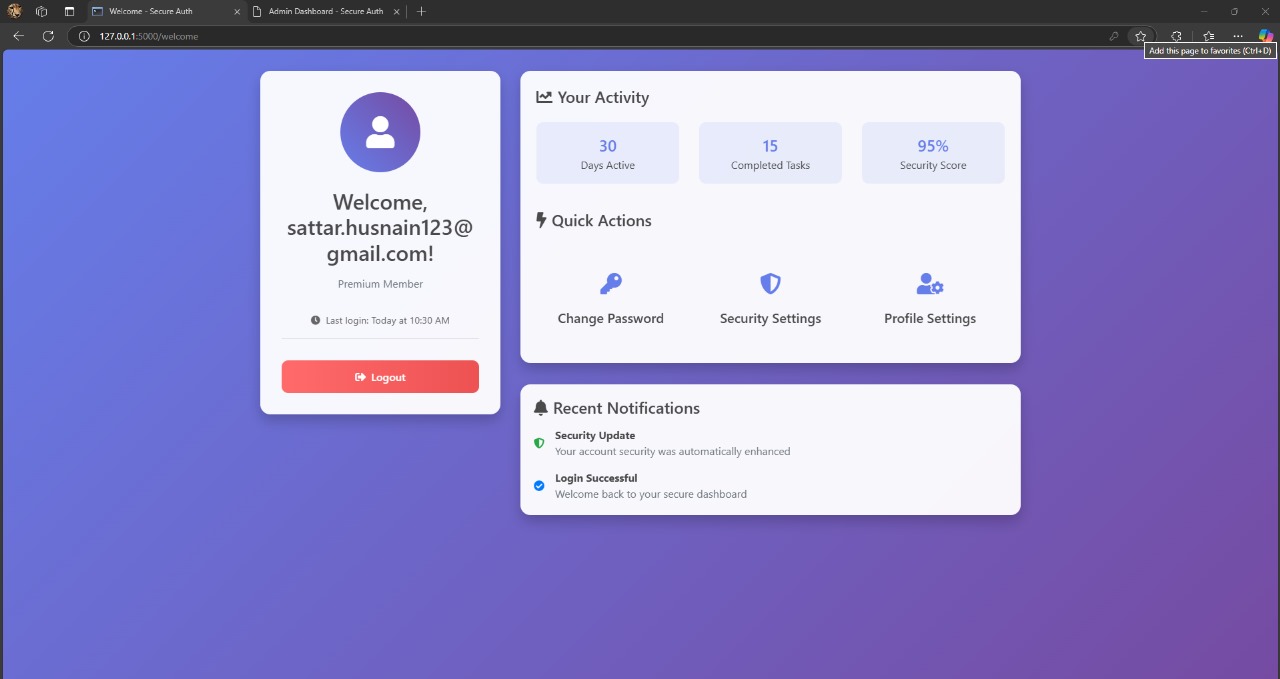 Welcome - Secure Auth
Admin Dashboard - Secure Auth
127.0.0.1:5000/welcome
Add this page to favorites (Ctrl+D)
Welcome,
sattar.husnain123@
gmail.com!
Premium Member
Last login: Today at 10:30 AM
Logout
Your Activity
30
Days Active
15
Completed Tasks
95%
Security Score
Quick Actions
Change Password
Security Settings
Profile Settings
Recent Notifications
Security Update
Your account security was automatically enhanced
Login Successful
Welcome back to your secure dashboard